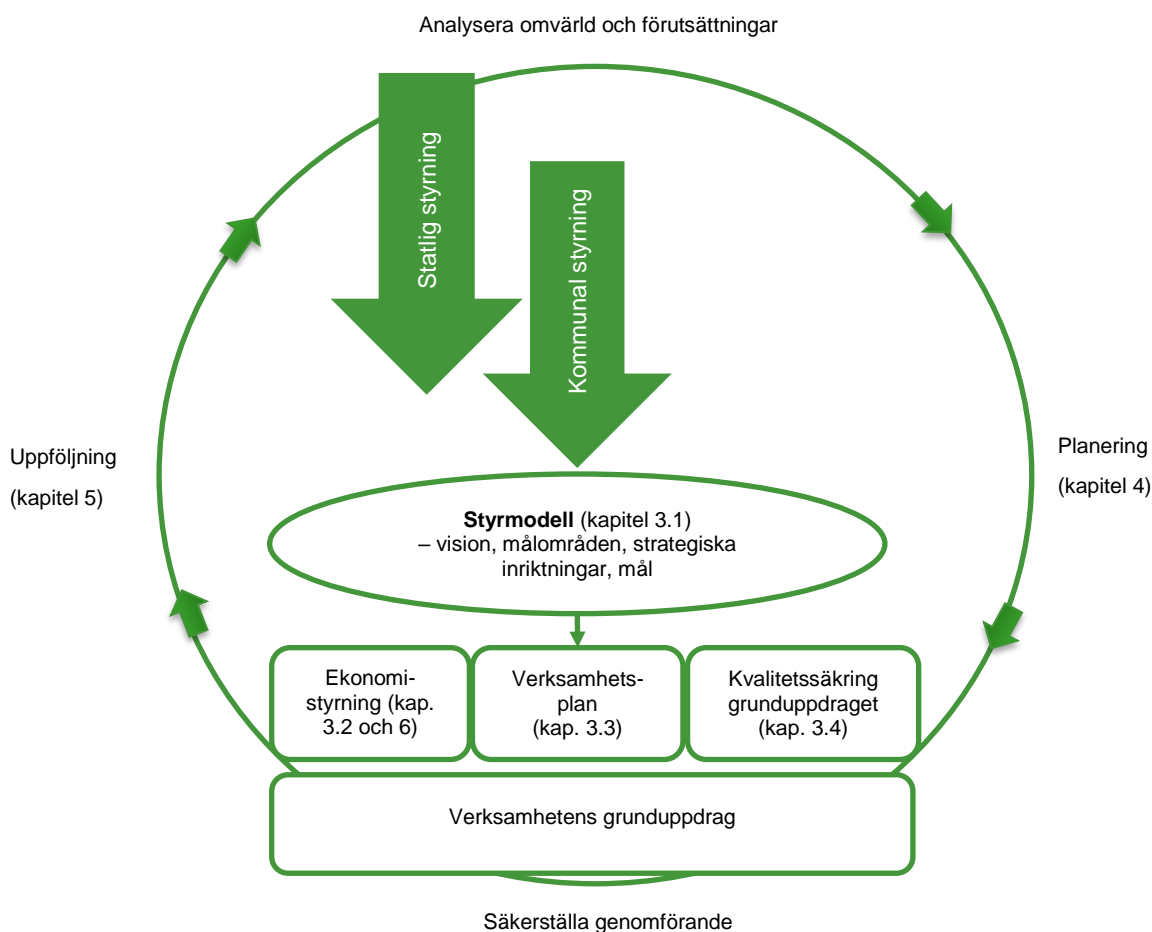 Analysera omvärld och förutsättningar
Statlig styrning
Kommunal styrning
Uppföljning
(kapitel 5)
Planering
(kapitel 4)
Styrmodell (kapitel 3.1)
– vision, målområden, strategiska
inriktningar, mål
Ekonomi-
styrning (kap.
3.2 och 6)
Verksamhets-
plan
(kap. 3.3)
Kvalitetssäkring
grunduppdraget
(kap. 3.4)
Verksamhetens grunduppdrag
Säkerställa genomförande